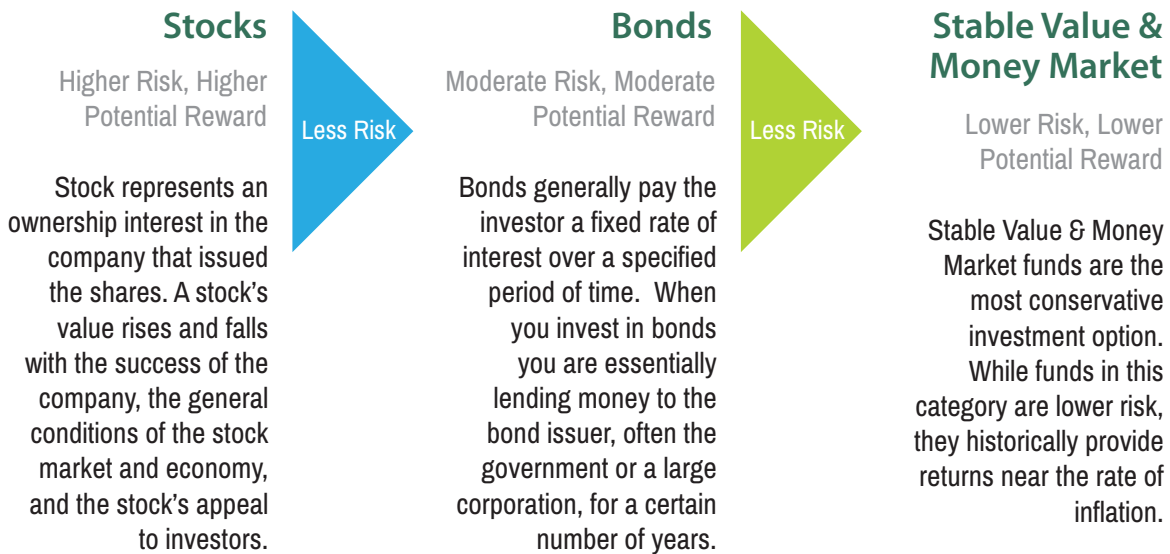 Stocks
Higher Risk, Higher
Potential Reward
Stock represents an
ownership interest in the
company that issued
the shares. A stock’s
value rises and falls
with the success of the
company, the general
conditions of the stock
market and economy,
and the stock’s appeal
to investors.
Less Risk
Bonds
Moderate Risk, Moderate
Potential Reward
Bonds generally pay the
investor a fixed rate of
interest over a specified
period of time.  When
you invest in bonds
you are essentially
lending money to the
bond issuer, often the
government or a large
corporation, for a certain
number of years.
Less Risk
Stable Value &
Money Market
Lower Risk, Lower
Potential Reward
Stable Value & Money
Market funds are the
most conservative
investment option.
While funds in this
category are lower risk,
they historically provide
returns near the rate of
inflation.